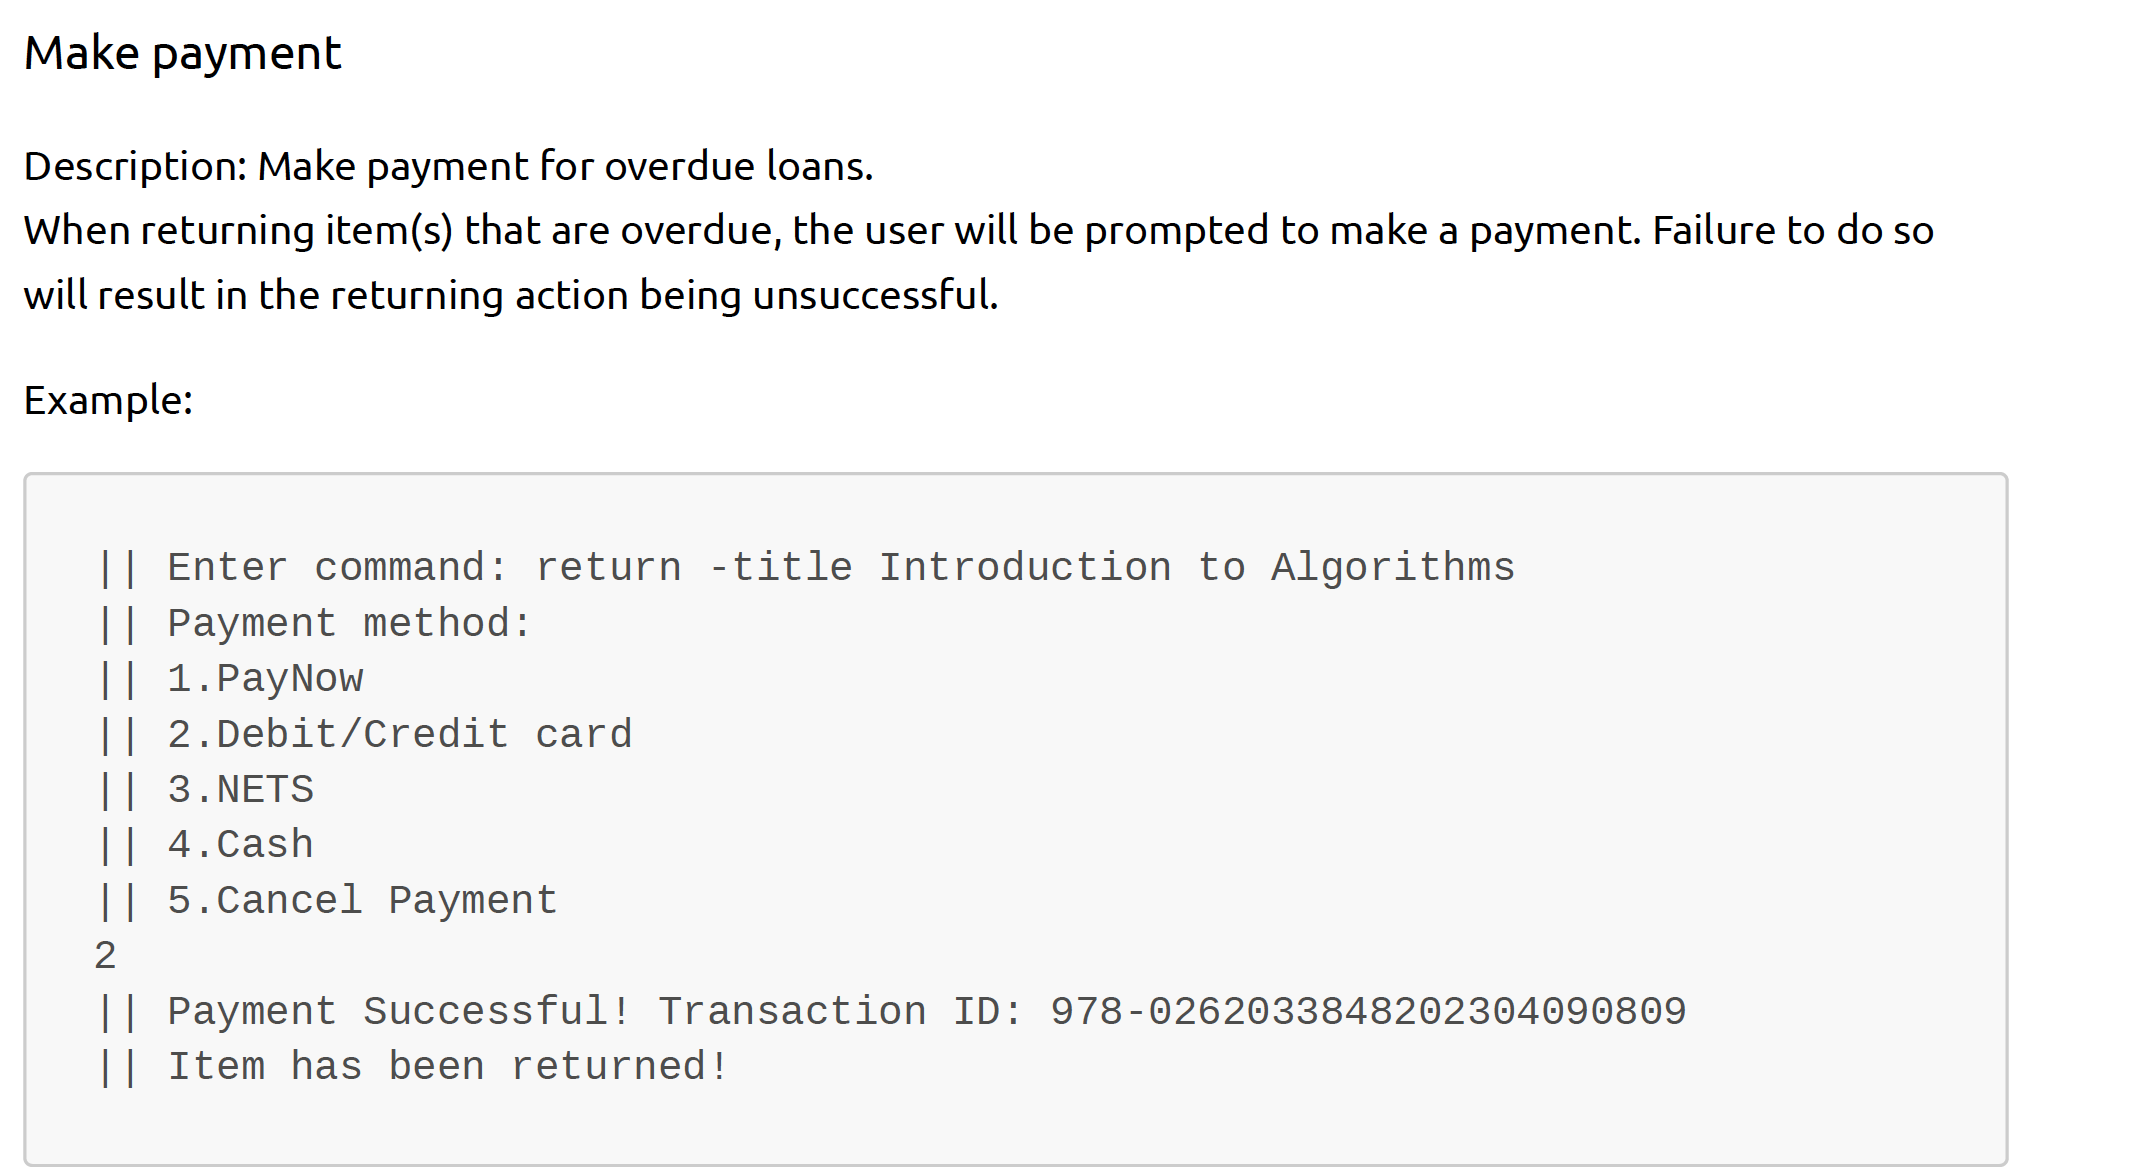 Make payment
Description: Make payment for overdue loans.
When returning item(s) that are overdue, the user will be prompted to make a payment. Failure to do so
will result in the returning action being unsuccessful.
Example:
|| Enter command: return -title Introduction to Algorithms
|| Payment method:
|| 1.PayNow
|| 2.Debit/Credit card
|| 3.NETS
|| 4.Cash
|| 5.Cancel Payment
2
|| Payment Successful! Transaction ID: 978-0262033848202304090809
|| Item has been returned!